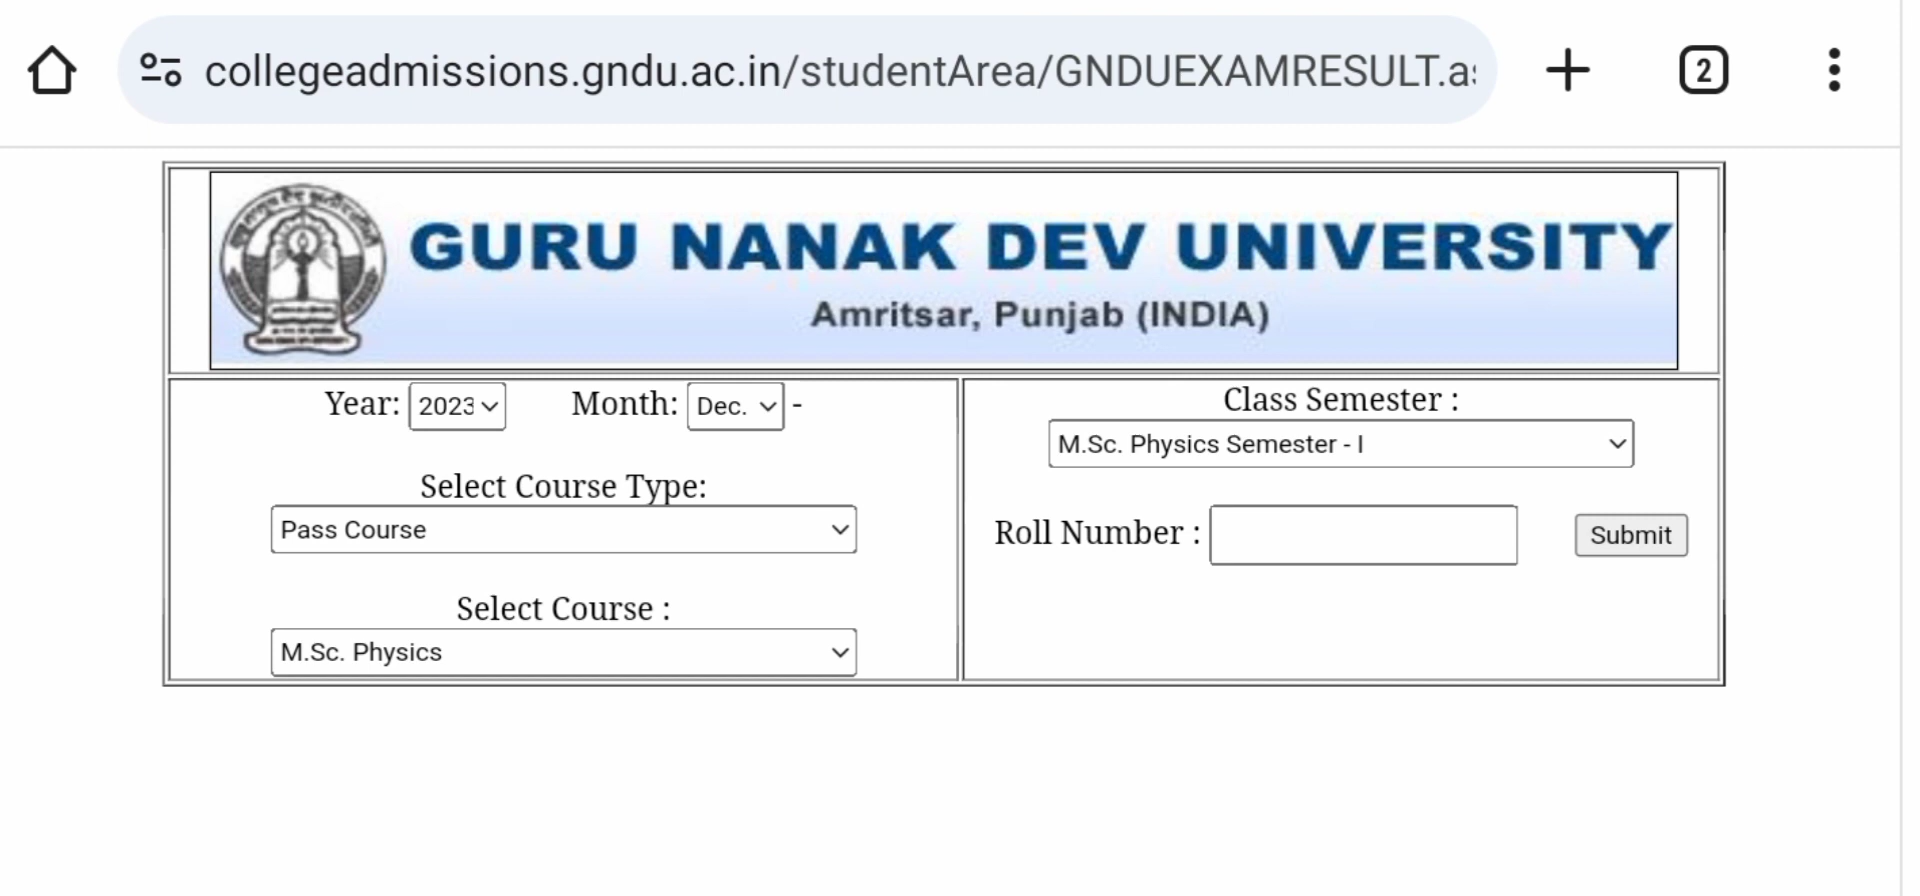 collegeadmissions.gndu.ac.in/studentArea/GNDUEXAMRESULT.as
2
GURU NANAK DEV UNIVERSITY
Amritsar, Punjab (INDIA)
Year: 2023 Month: Dec. -
Select Course Type:
Pass Course
Select Course :
M.Sc. Physics
Class Semester :
M.Sc. Physics Semester - I
Roll Number : Submit